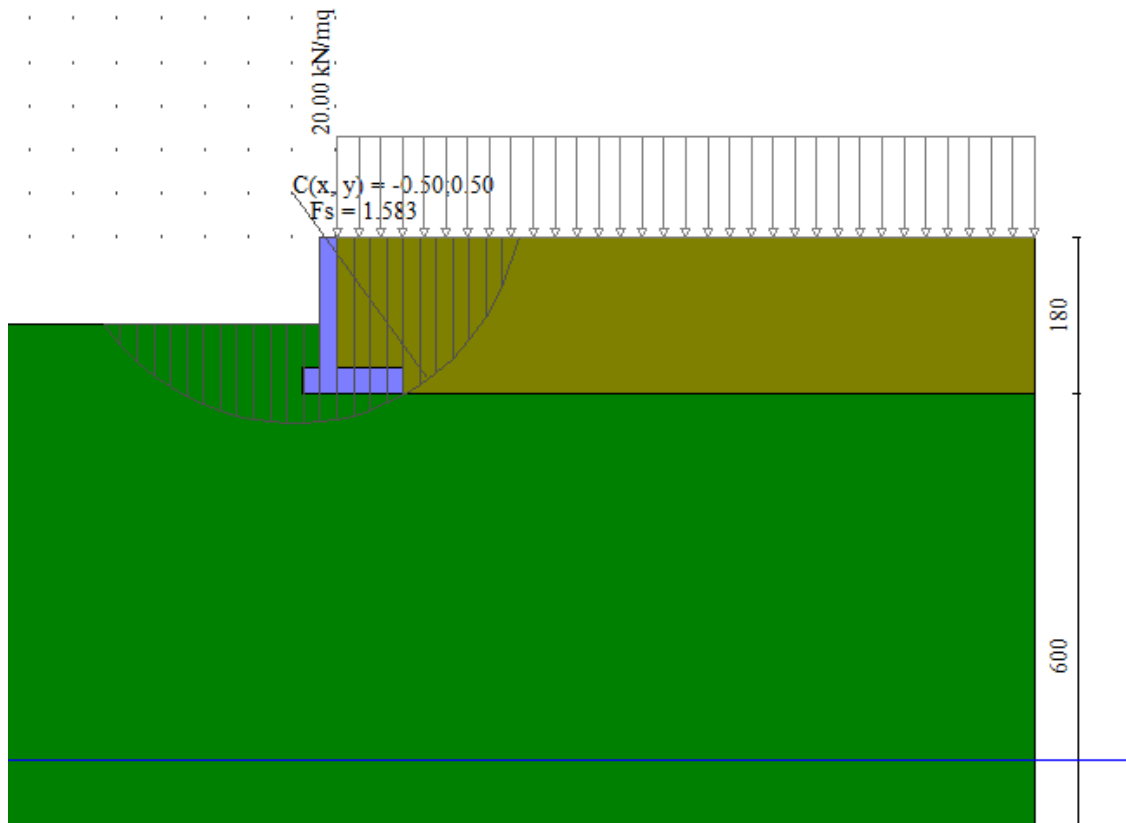 20.00 kN/mq
C(x, y) = -0.50;0.50
Fs = 1.583
180
600